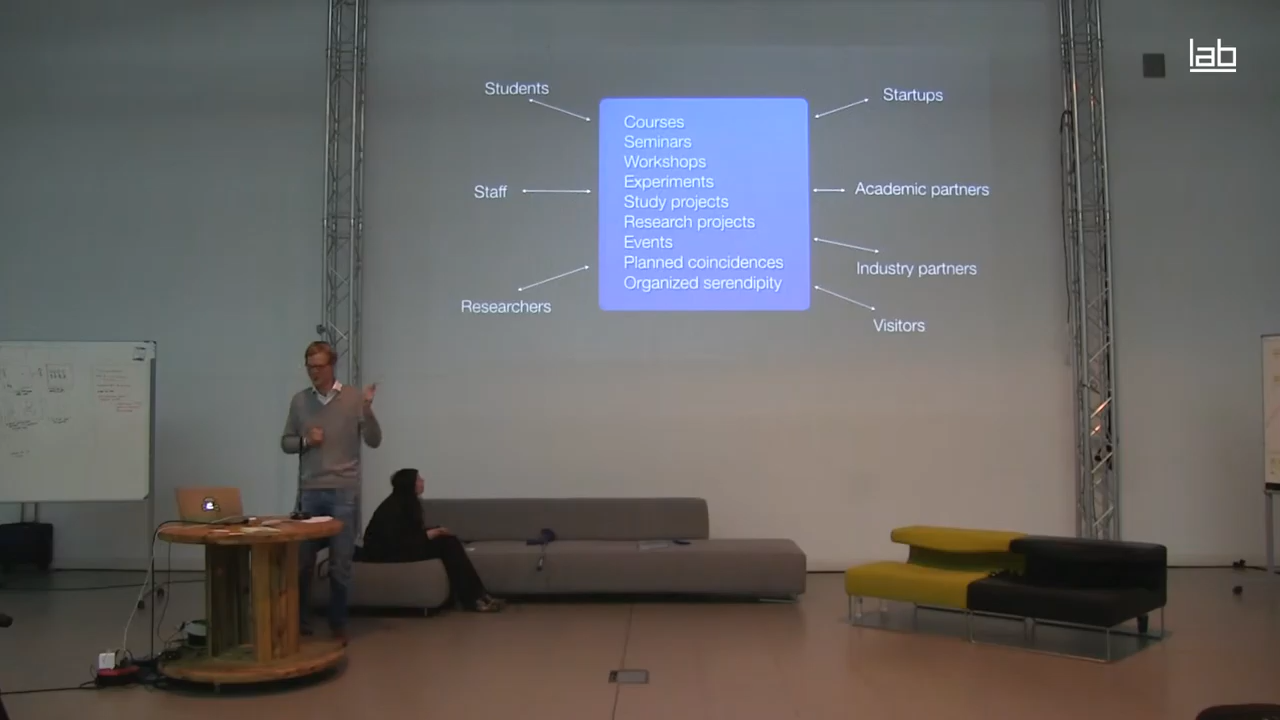 lab
Students
Startups
Courses
Seminars
Workshops
Experiments
Study projects
Research projects
Events
Planned coincidences
Organized serendipity
Staff
Academic partners
Researchers
Industry partners
Visitors